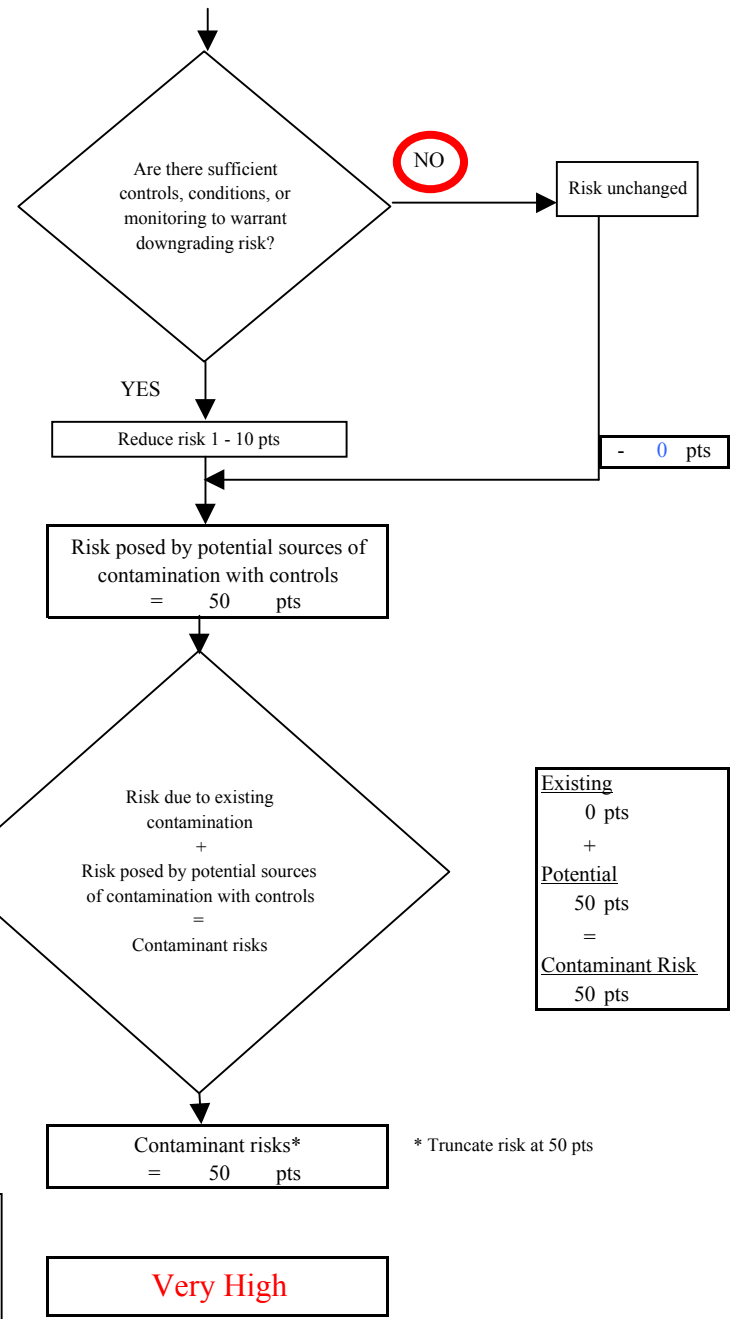 Are there sufficient
controls, conditions, or
monitoring to warrant
downgrading risk?
NO
Risk unchanged
YES
Reduce risk 1 - 10 pts
- 0 pts
Risk posed by potential sources of
contamination with controls
= 50 pts
Risk due to existing
contamination
+
Risk posed by potential sources
of contamination with controls
=
Contaminant risks
Existing
0 pts
+
Potential
50 pts
=
Contaminant Risk
50 pts
Contaminant risks*
= 50 pts
* Truncate risk at 50 pts
Very High